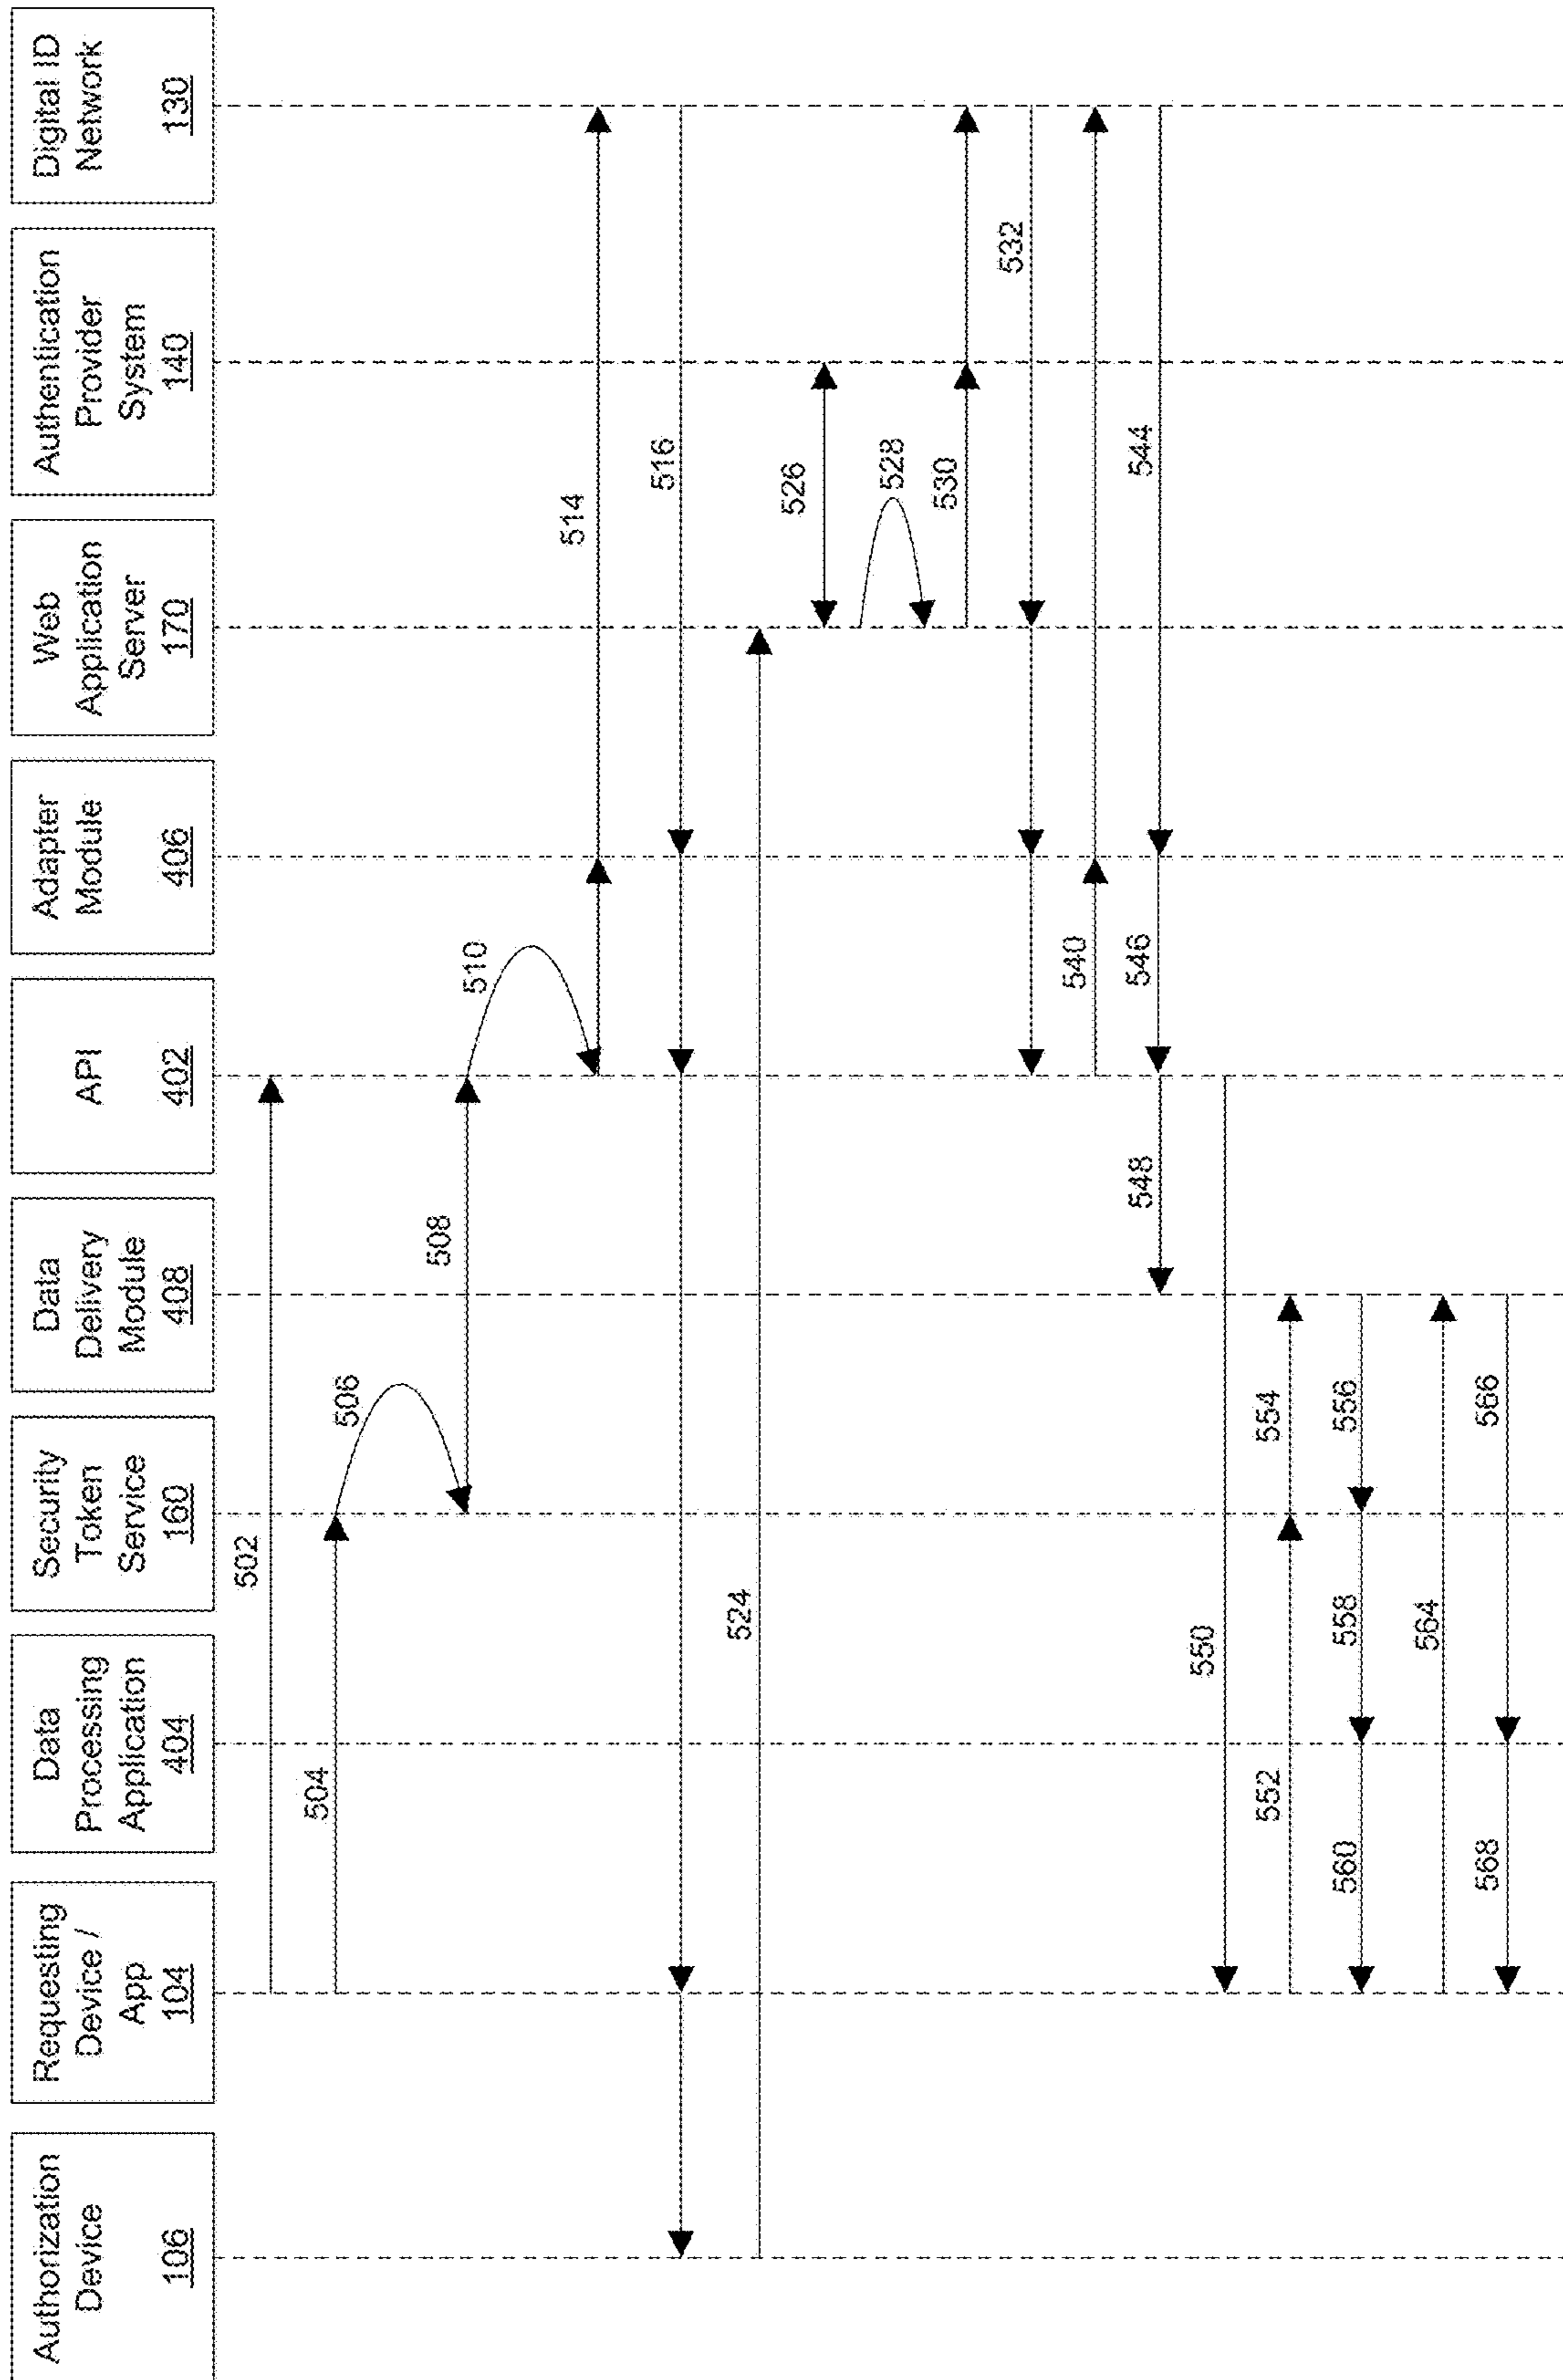 Authorization
Device
106
Requesting
Device /
App
104
Data
Processing
Application
404
Security
Token
Service
160
Data
Delivery
Module
408
API
402
Adapter
Module
406
Web
Application
Server
170
Authentication
Provider
System
140
Digital ID
Network
130
502
504
506
508
510
514
516
524
526
528
530
532
540
544
546
548
550
552
554
556
558
560
564
566
568